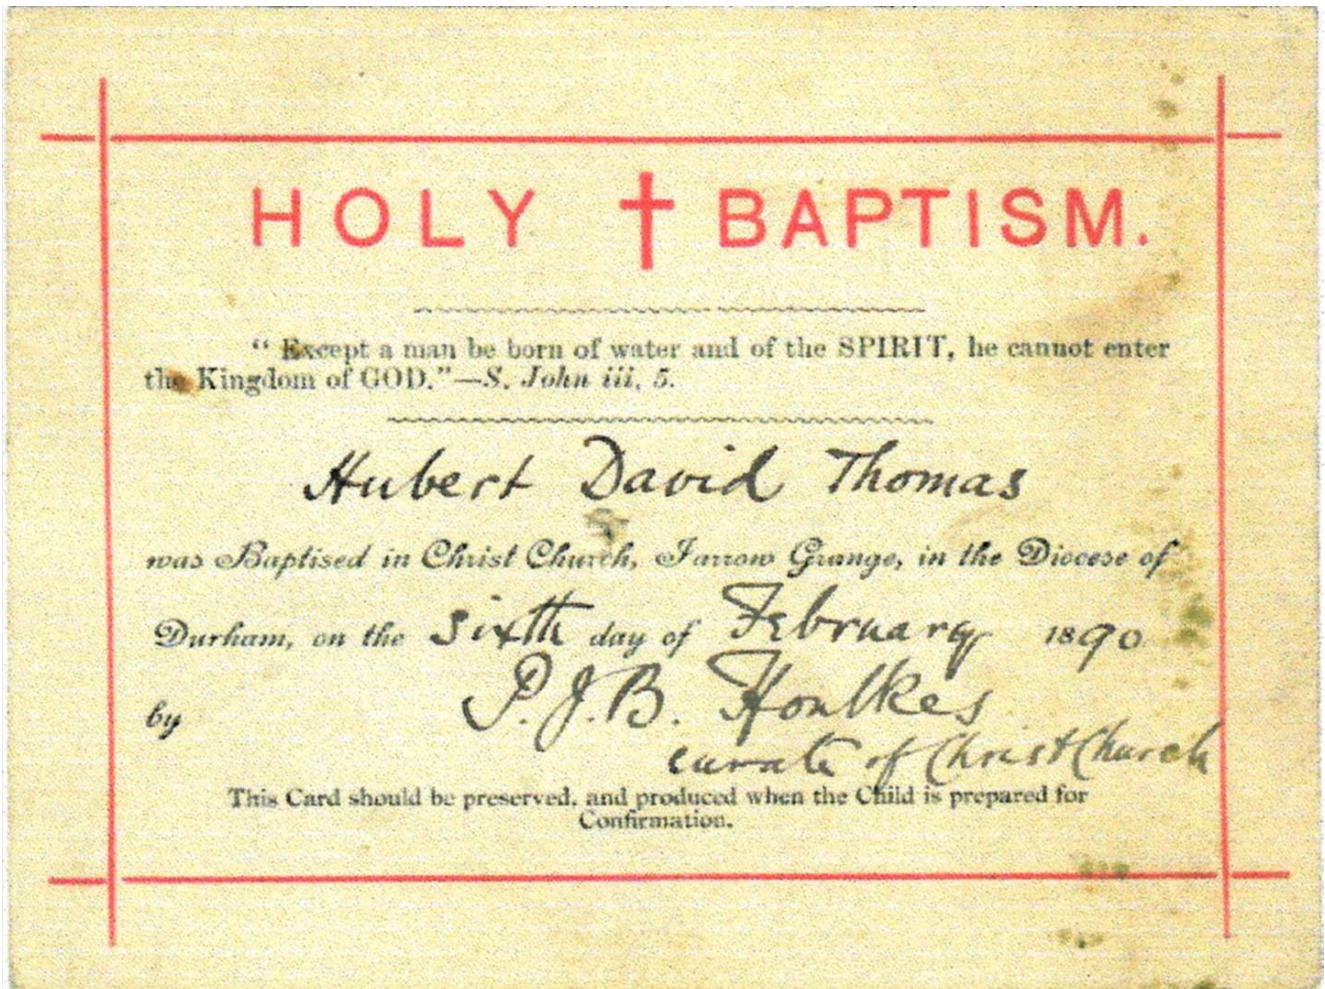 HOLY † BAPTISM.
“ Except a man be born of water and of the SPIRIT, he cannot enter
the Kingdom of GOD.”—S. John iii, 5.
Hubert David Thomas
was Baptised in Christ Church, Jarrow Grange, in the Diocese of
Durham, on the sixth day of February 1890
by P. J. B.
curate of Christ Church
This Card should be preserved, and produced when the Child is prepared for
Confirmation.